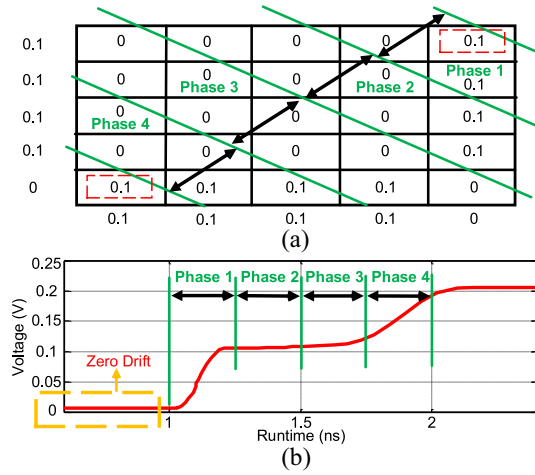 0.1 0 0 0 0 0.1
0.1 0 0 0 0 0.1
Phase 3 Phase 2 Phase 1
0.1 0 0 0 0 0
Phase 4
0.1 0 0 0 0 0
0 0.1 0.1 0.1 0.1 0
0.1 0.1 0.1 0.1 0
(a)
0.25
Phase 1 Phase 2 Phase 3 Phase 4
0.2
0.15
Voltage (V)
0.1
Zero Drift
0.05
0
1 1.5 2
Runtime (ns)
(b)